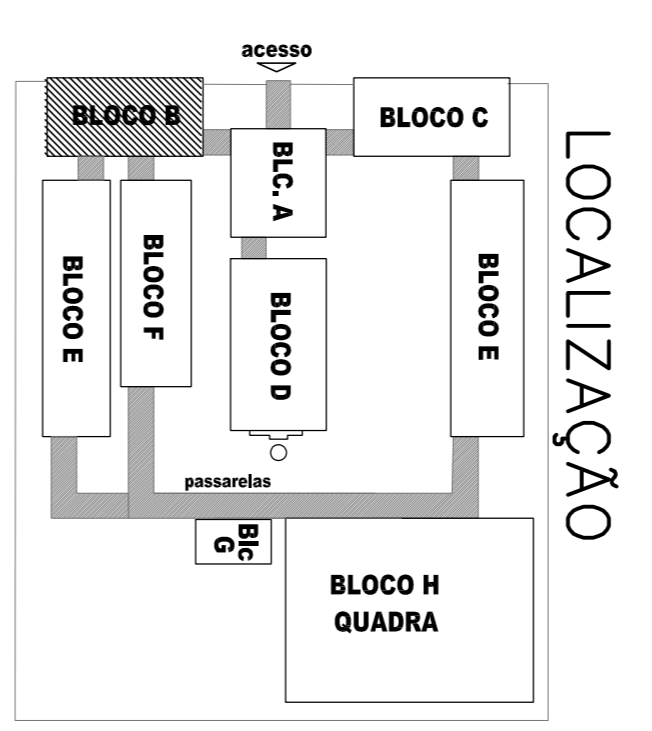 acesso
BLOCO B
BLC. A
BLOCO C
BLOCO E
BLOCO F
BLOCO D
BLOCO E
passarelas
Blc
G
BLOCO H
QUADRA
LOCALIZAÇÃO